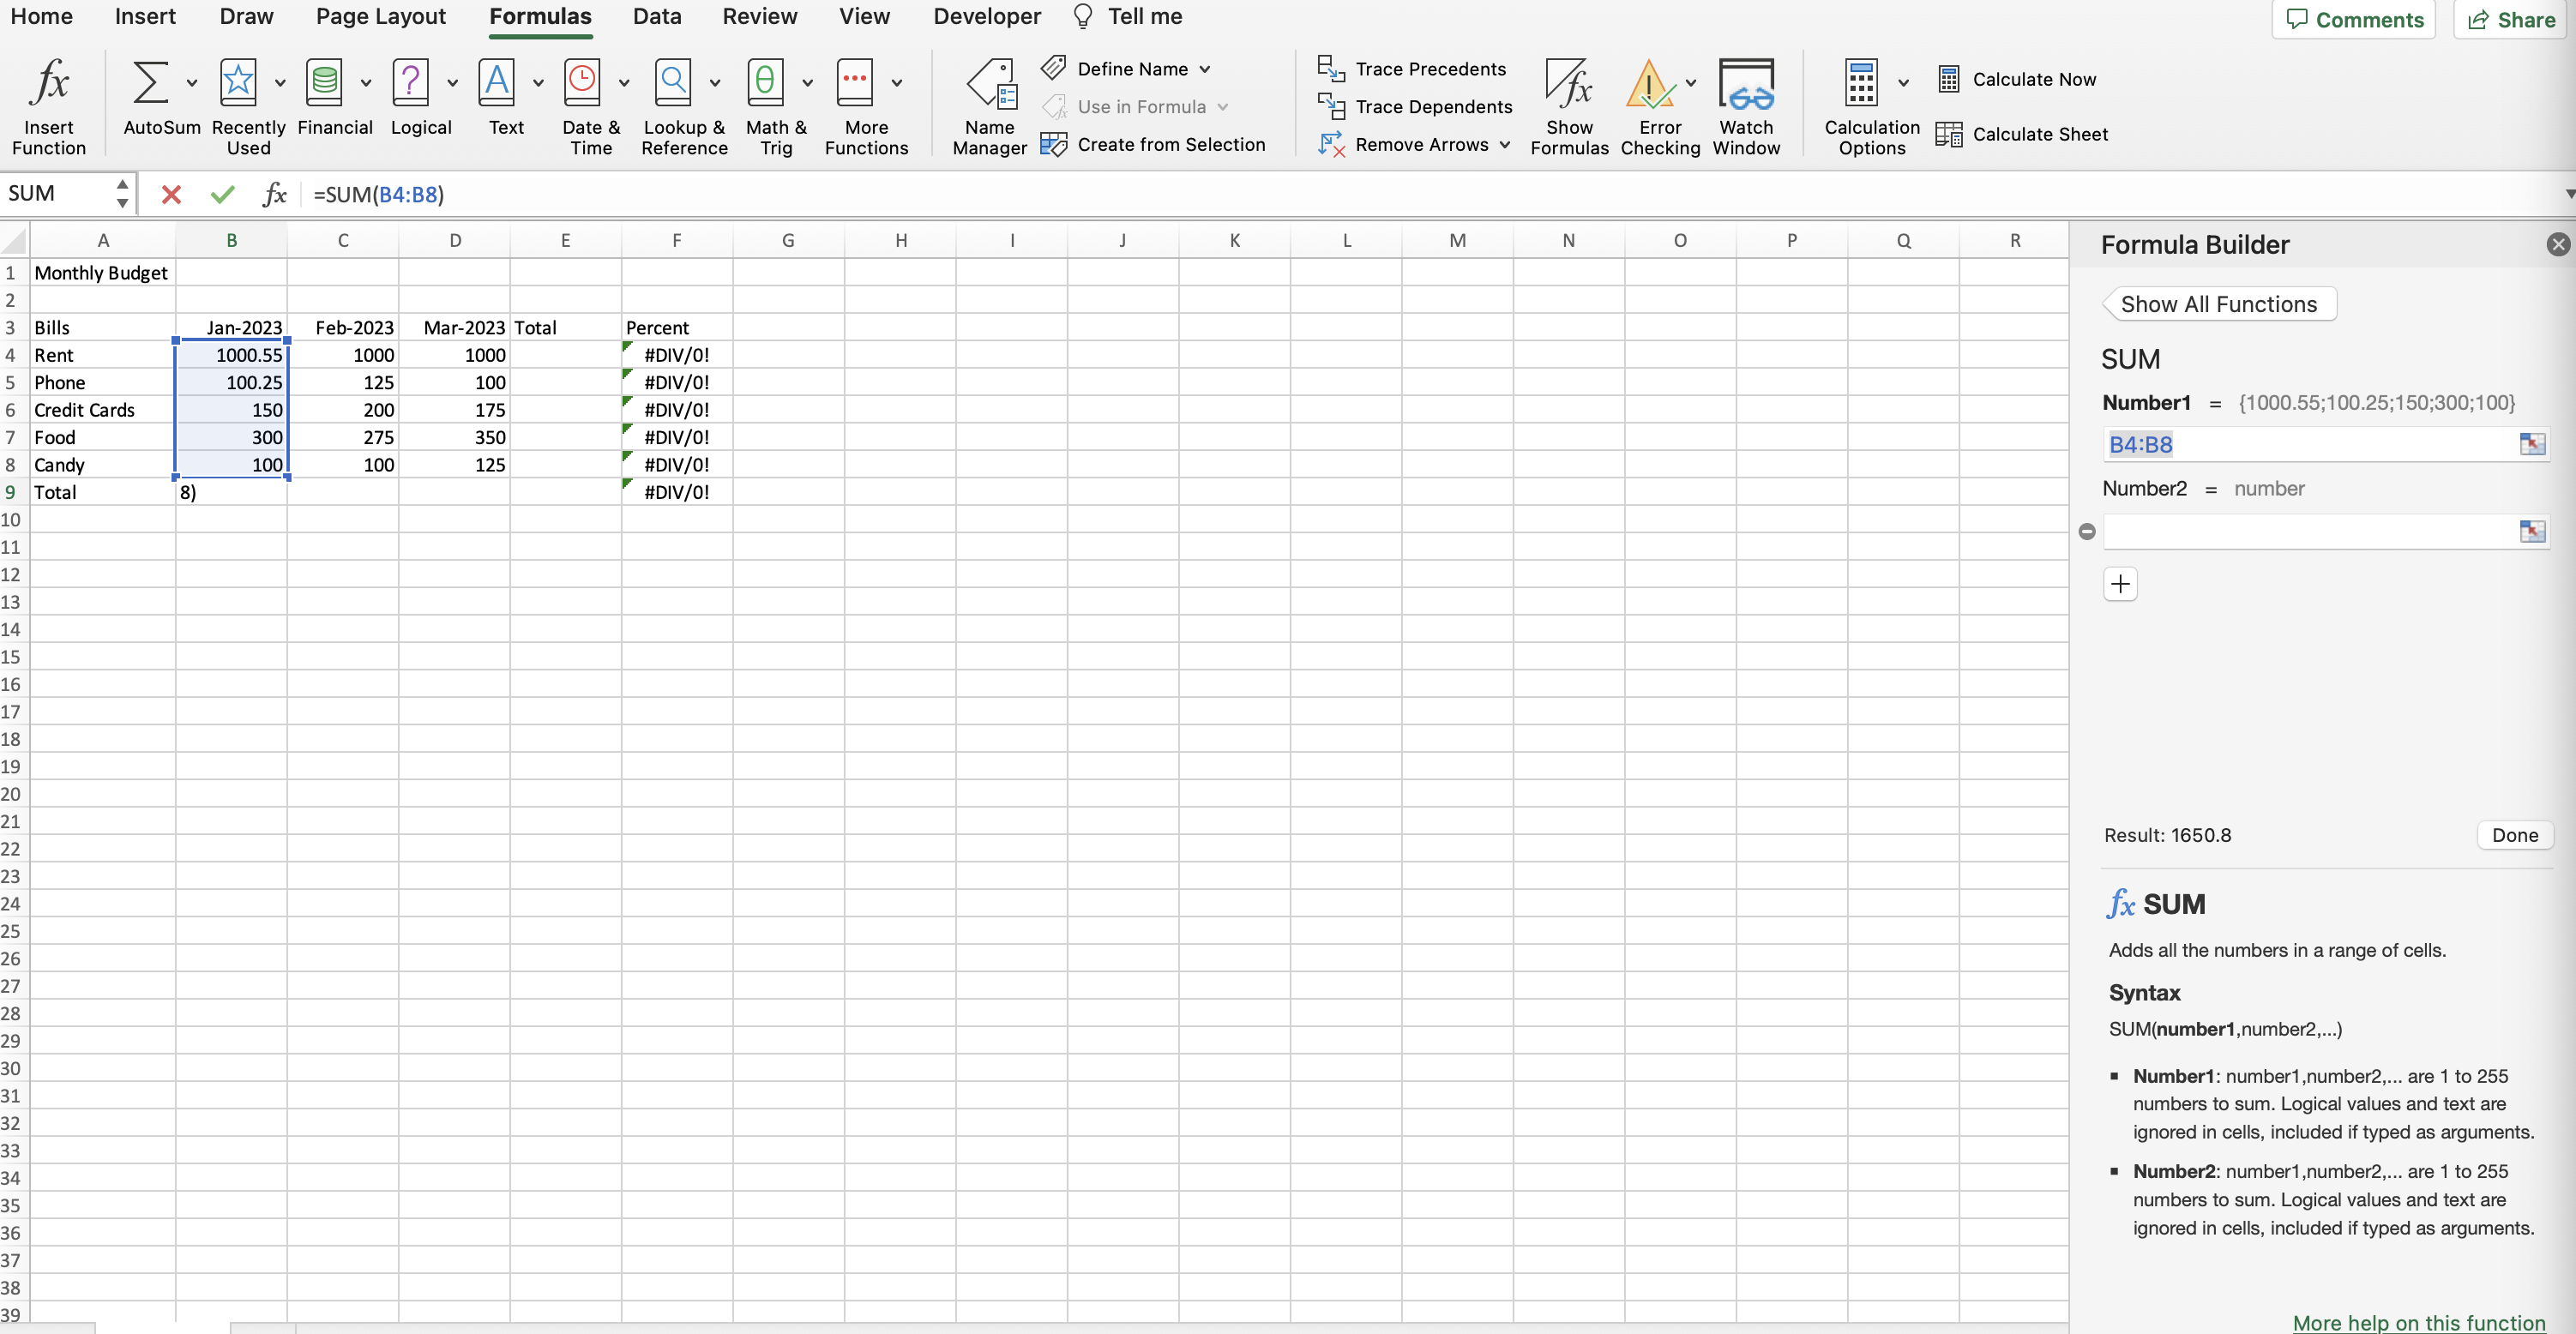 Home Insert Draw Page Layout Formulas Data Review View Developer Tell me Comments Share
Insert Function AutoSum Recently Used Financial Logical Text Date & Time Lookup & Reference Math & Trig More Functions Name Manager Define Name Use in Formula Create from Selection Trace Precedents Trace Dependents Remove Arrows Show Formulas Error Checking Watch Window Calculation Options Calculate Now Calculate Sheet
SUM fx =SUM(B4:B8)
A B C D E F G H I J K L M N O P Q R
1 Monthly Budget
2
3 Bills Jan-2023 Feb-2023 Mar-2023 Total Percent
4 Rent 1000.55 1000 1000 #DIV/0!
5 Phone 100.25 125 100 #DIV/0!
6 Credit Cards 150 200 175 #DIV/0!
7 Food 300 275 350 #DIV/0!
8 Candy 100 100 125 #DIV/0!
9 Total 8) #DIV/0!
10
11
12
13
14
15
16
17
18
19
20
21
22
23
24
25
26
27
28
29
30
31
32
33
34
35
36
37
38
39
Formula Builder
Show All Functions
SUM
Number1 = {1000.55;100.25;150;300;100}
B4:B8
Number2 = number
Result: 1650.8 Done
fx SUM
Adds all the numbers in a range of cells.
Syntax
SUM(number1,number2,...)
▪ Number1: number1,number2,... are 1 to 255
numbers to sum. Logical values and text are
ignored in cells, included if typed as arguments.
▪ Number2: number1,number2,... are 1 to 255
numbers to sum. Logical values and text are
ignored in cells, included if typed as arguments.
More help on this function